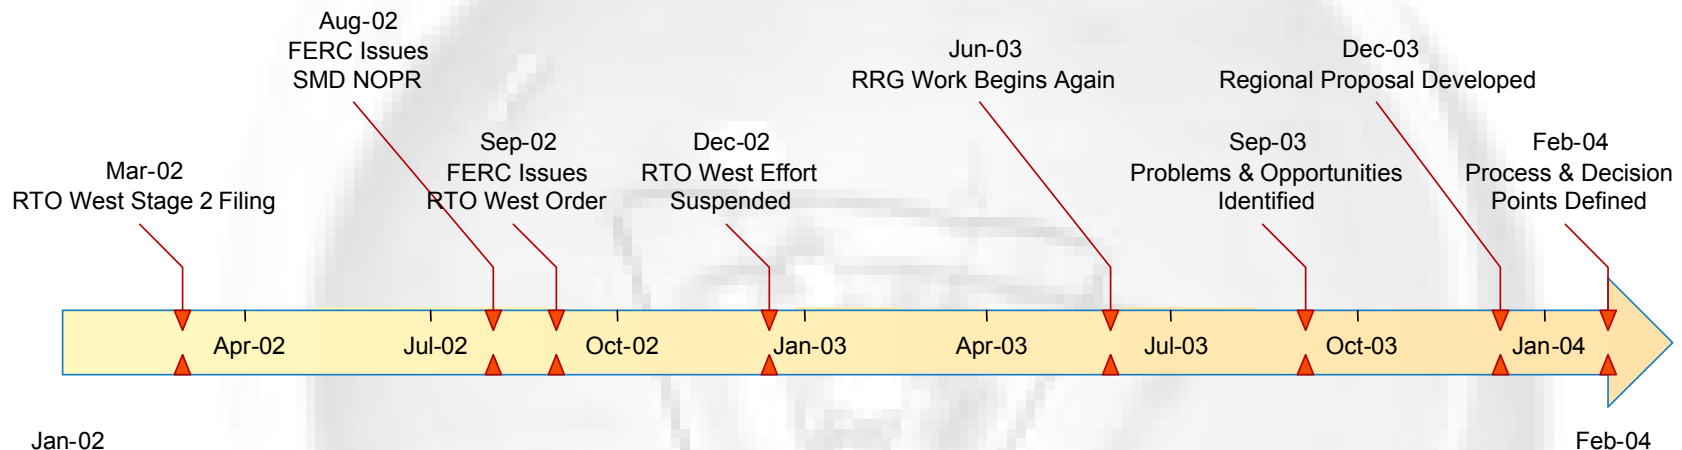 Aug-02
FERC Issues
SMD NOPR
Jun-03
RRG Work Begins Again
Dec-03
Regional Proposal Developed
Mar-02
RTO West Stage 2 Filing
Sep-02
FERC Issues
RTO West Order
Dec-02
RTO West Effort
Suspended
Sep-03
Problems & Opportunities
Identified
Feb-04
Process & Decision
Points Defined
Apr-02
Jul-02
Oct-02
Jan-03
Apr-03
Jul-03
Oct-03
Jan-04
Jan-02
Feb-04